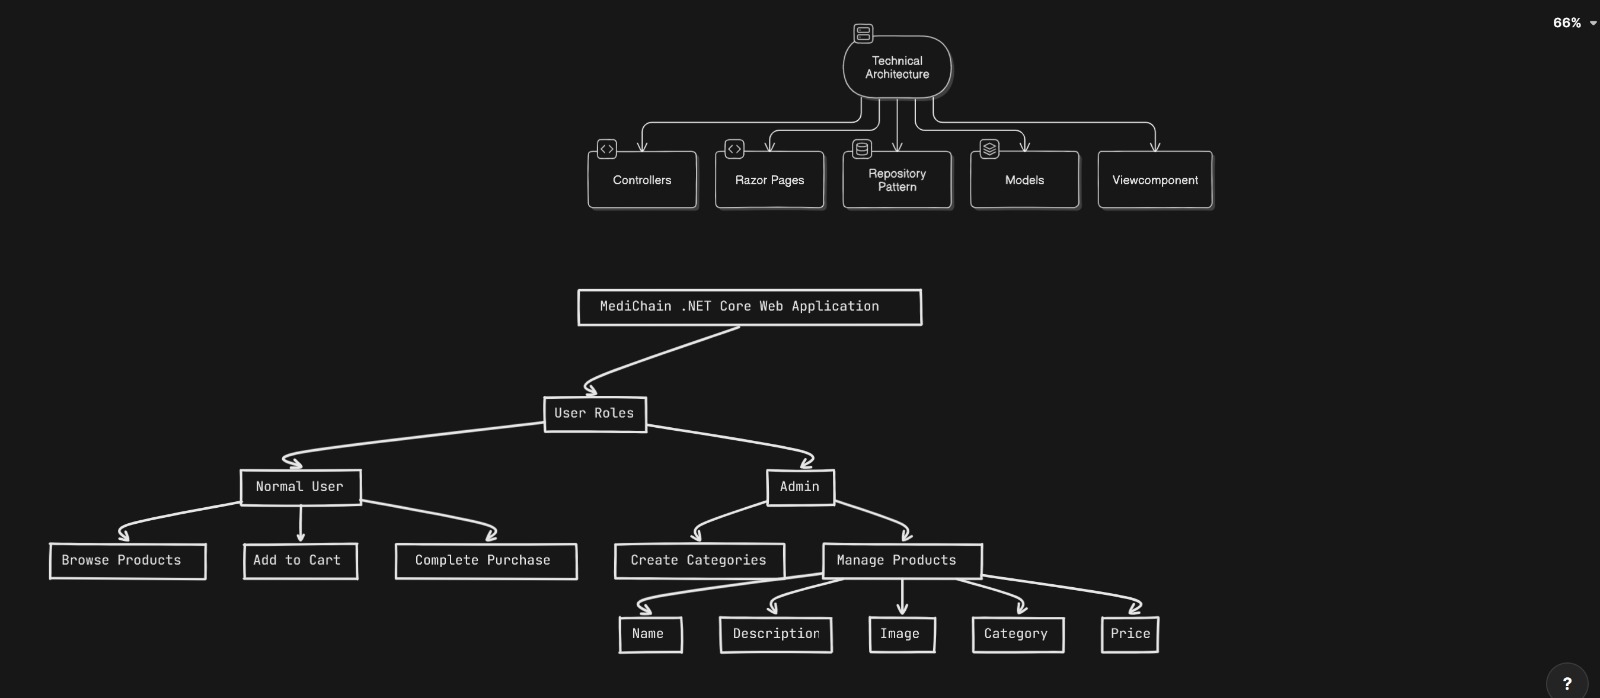 66%
Technical
Architecture
Controllers
Razor Pages
Repository
Pattern
Models
Viewcomponent
MediChain .NET Core Web Application
User Roles
Normal User
Admin
Browse Products
Add to Cart
Complete Purchase
Create Categories
Manage Products
Name
Description
Image
Category
Price
?